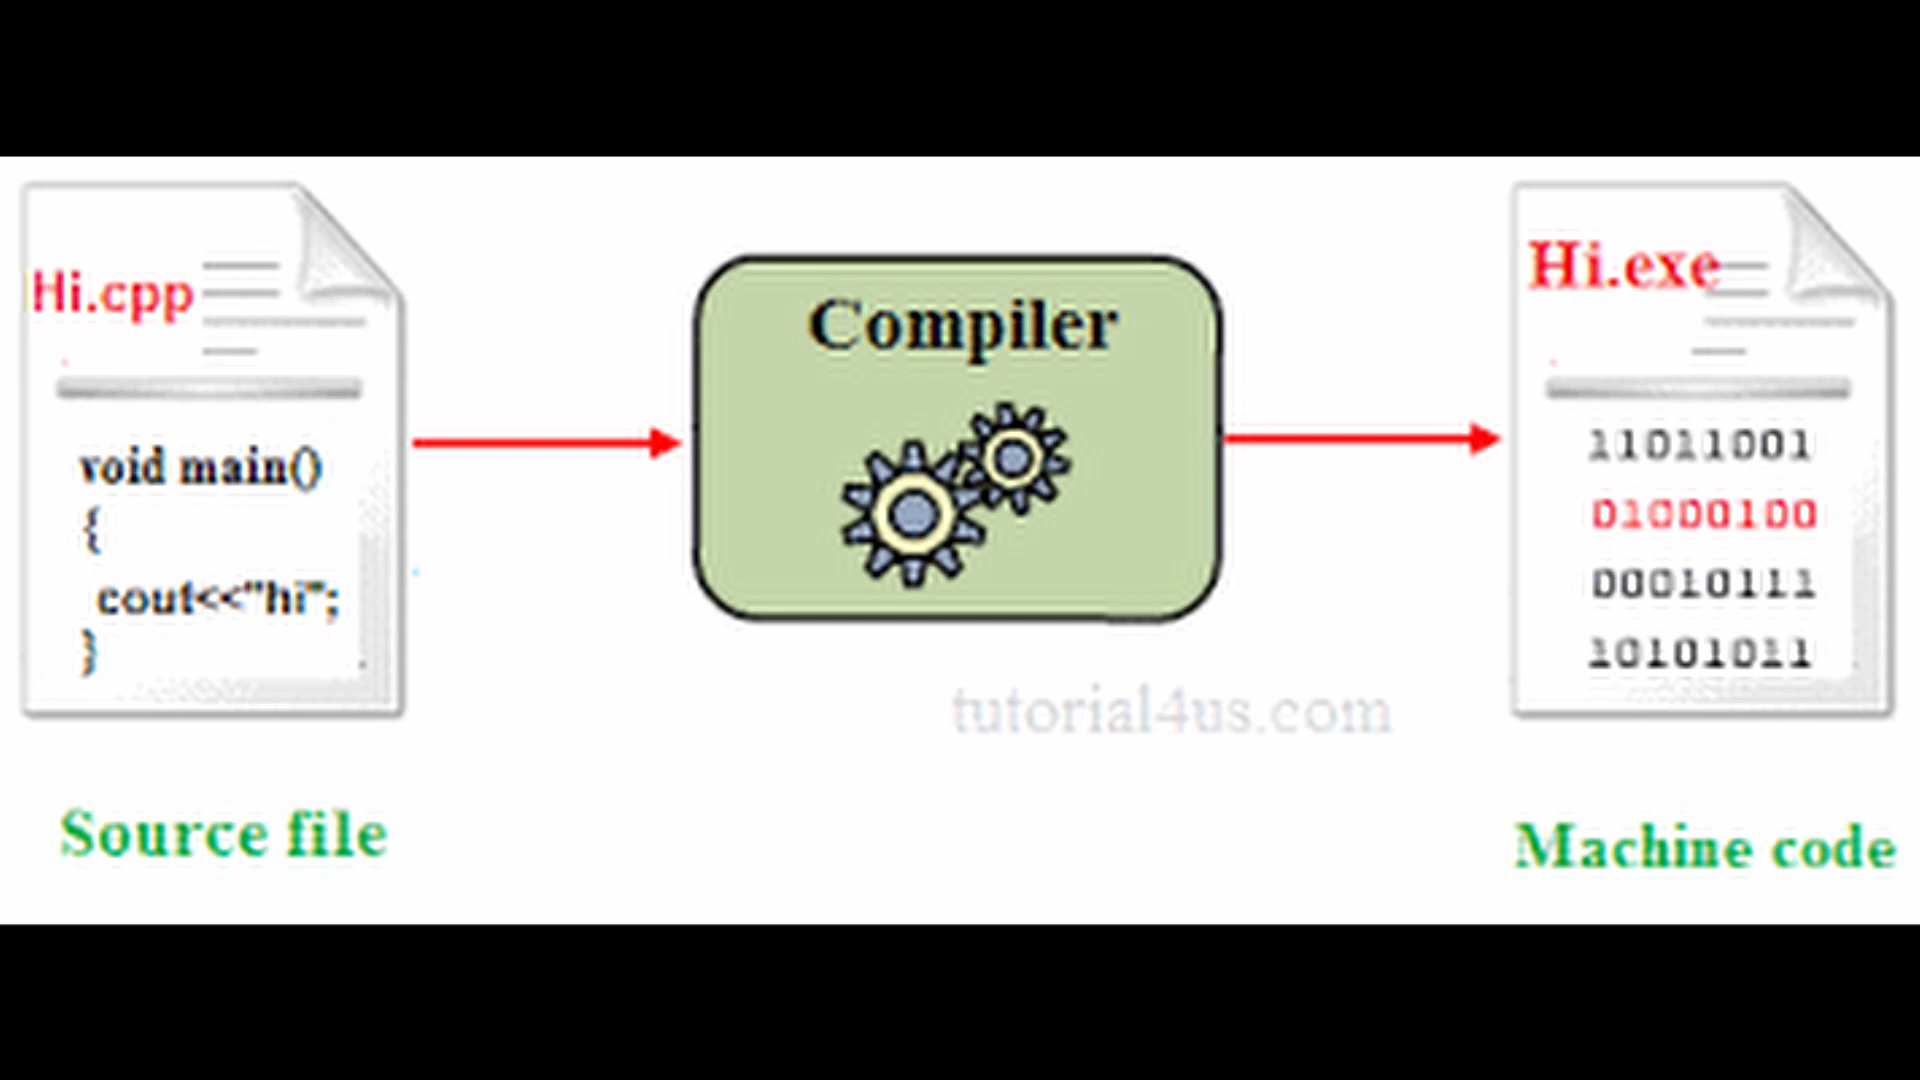 Hi.cpp
void main()
{
cout<<"hi";
}
Source file
Compiler
tutorial4us.com
Hi.exe
11011001
01000100
00010111
10101011
Machine code